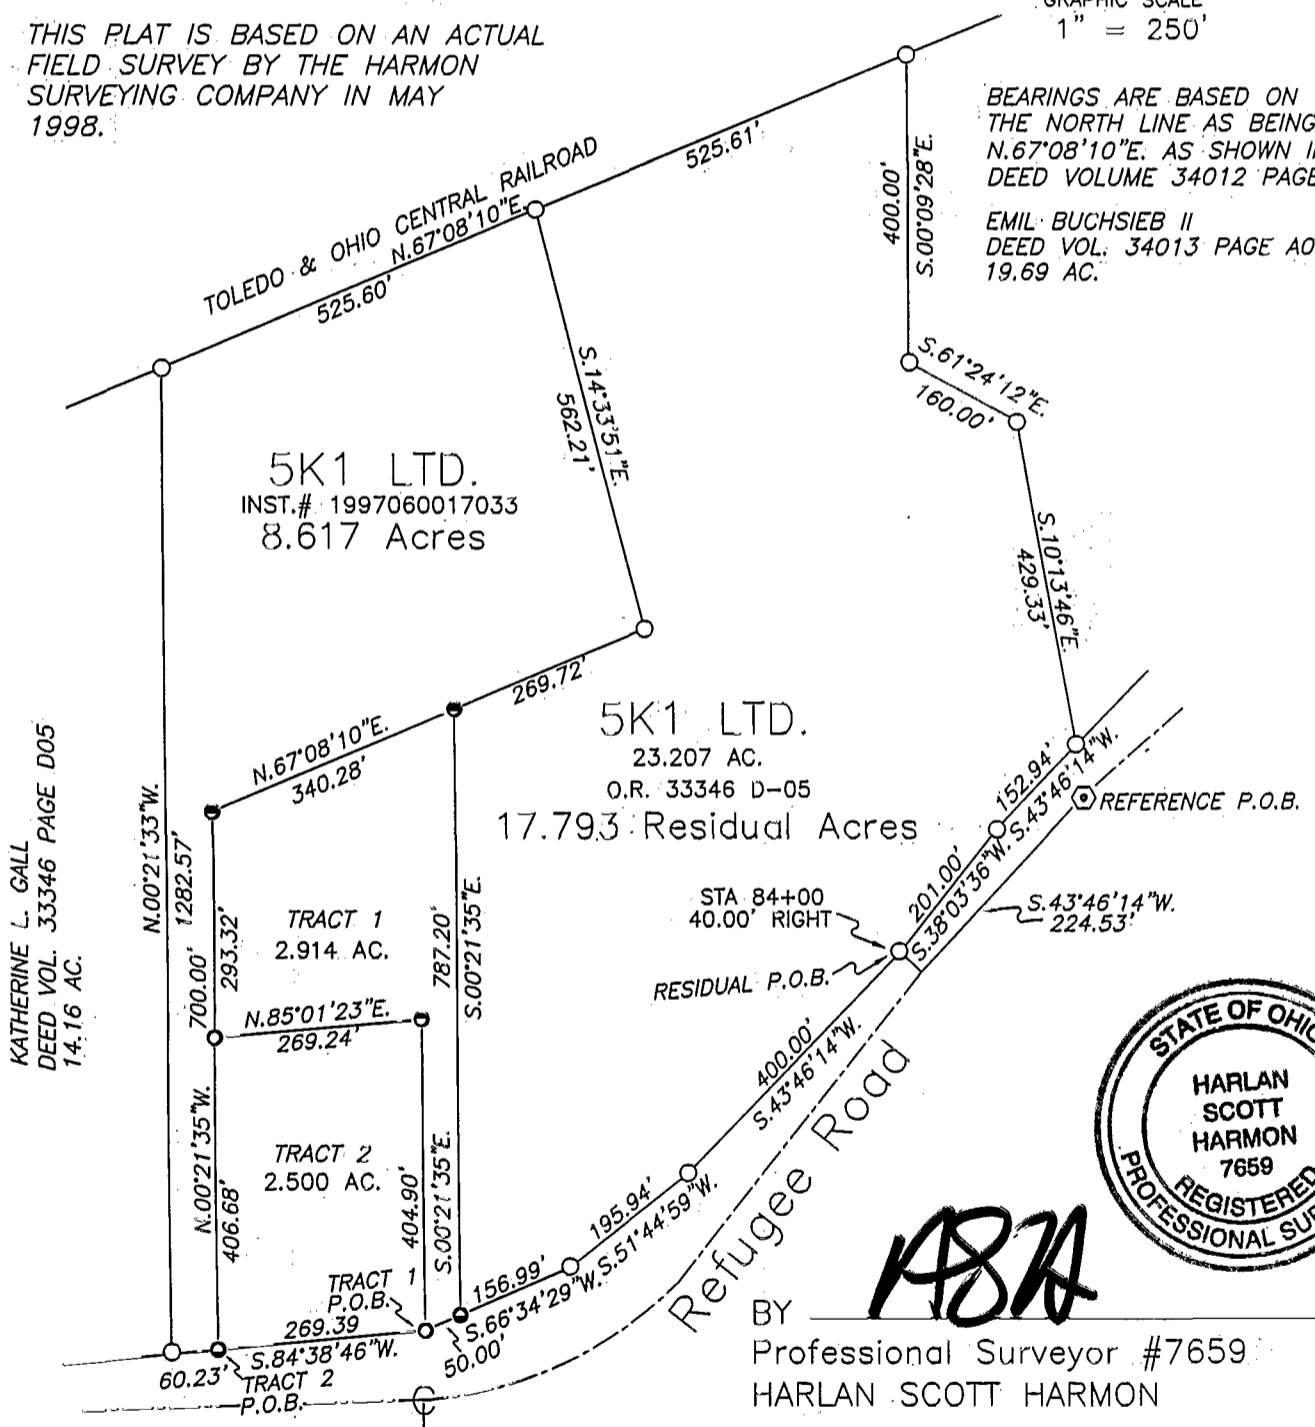 THIS PLAT IS BASED ON AN ACTUAL
FIELD SURVEY BY THE HARMON
SURVEYING COMPANY IN MAY
1998.
GRAPHIC SCALE
1" = 250'
BEARINGS ARE BASED ON
THE NORTH LINE AS BEING
N.67°08'10"E. AS SHOWN I
DEED VOLUME 34012 PAGE
EMIL BUCHSIEB II
DEED VOL. 34013 PAGE A0
19.69 AC.
TOLEDO & OHIO CENTRAL RAILROAD
N.67°08'10"E.
525.60'
525.61'
400.00'
S.00°09'28"E.
S.61°24'12"E.
160.00'
S.14°33'51"E.
562.21'
S.10°13'46"E.
429.33'
5K1 LTD.
INST.# 1997060017033
8.617 Acres
269.72'
N.67°08'10"E.
340.28'
5K1 LTD.
23.207 AC.
O.R. 33346 D-05
17.793 Residual Acres
KATHERINE L. GALL
DEED VOL. 33346 PAGE D05
14.16 AC.
N.00°21'33"W.
1282.57'
700.00'
293.32'
TRACT 1
2.914 AC.
787.20'
S.00°21'35"E.
N.85°01'23"E.
269.24'
N.00°21'35"W.
406.68'
TRACT 2
2.500 AC.
404.90'
S.00°21'35"E.
152.94'
S.43°46'14"W.
REFERENCE P.O.B.
201.00'
S.38°03'36"W.
S.43°46'14"W.
224.53'
STA 84+00
40.00' RIGHT
RESIDUAL P.O.B.
400.00'
S.43°46'14"W.
195.94'
S.51°44'59"W.
156.99'
S.66°34'29"W.
50.00'
TRACT 1
P.O.B.
269.39
S.84°38'46"W.
60.23'
TRACT 2
P.O.B.
Refugee Road
STATE OF OHIO
HARLAN
SCOTT
HARMON
7659
REGISTERED
PROFESSIONAL SU
BY
Professional Surveyor #7659
HARLAN SCOTT HARMON